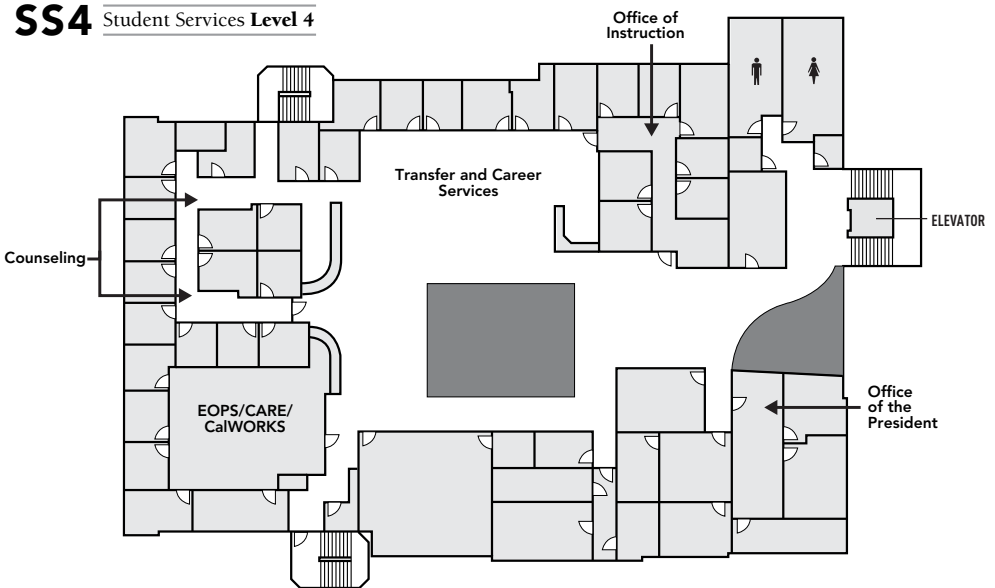 SS4 Student Services Level 4
Office of
Instruction
Transfer and Career
Services
ELEVATOR
Counseling
EOPS/CARE/
CalWORKS
Office
of the
President